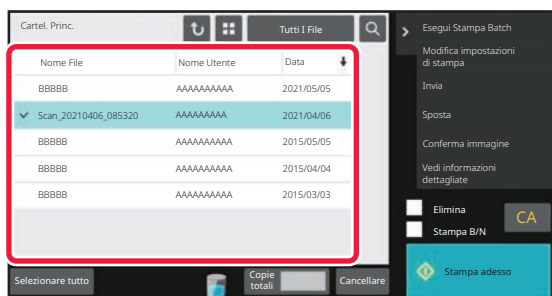 Cartel. Princ.
Tutti I File
Nome File Nome Utente Data
BBBBB AAAAAAAAAA 2021/05/05
Scan_20210406_085320 AAAAAAAAA 2021/04/06
BBBBB AAAAAAAAAA 2015/05/05
BBBBB AAAAAAAAAA 2015/04/04
BBBBB AAAAAAAAAA 2015/03/03
Selezionare tutto
Copie
totali
Cancellare
Esegui Stampa Batch
Modifica impostazioni
di stampa
Invia
Sposta
Conferma immagine
Vedi informazioni
dettagliate
Elimina
Stampa B/N
CA
Stampa adesso